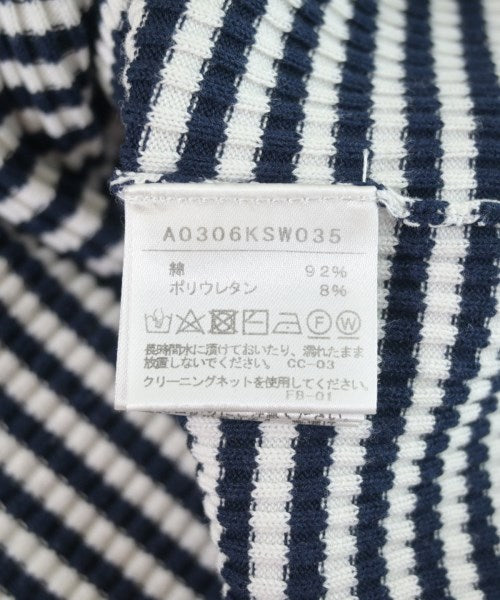 A0306KSW035
綿 92%
ポリウレタン 8%
F W
長時間水に漬けておいたり、濡れたまま
放置しないでください。 CC-03
クリーニングネットを使用してください。
FB-01